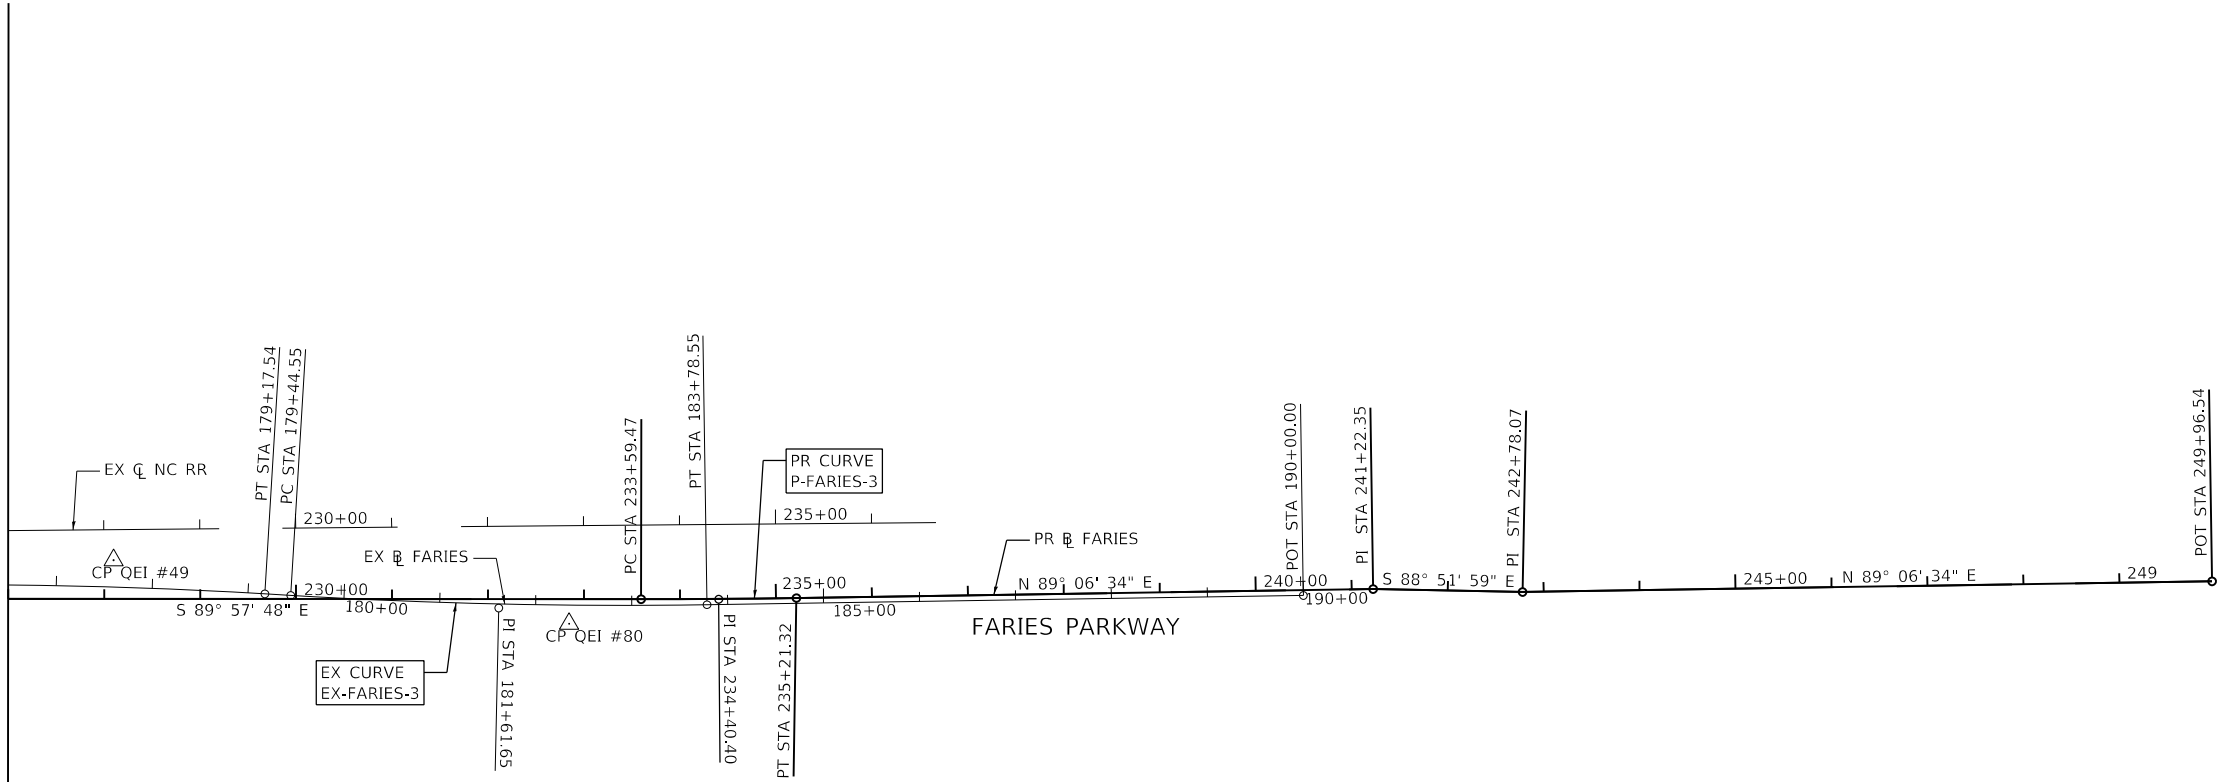 PT STA 179+17.54
PC STA 179+44.55
PC STA 233+59.47
PT STA 183+78.55
POT STA 190+00.00
PI STA 241+22.35
PI STA 242+78.07
POT STA 249+96.54
EX ℄ NC RR
PR CURVE
P-FARIES-3
230+00
235+00
CP QEI #49
EX BL FARIES
PR BL FARIES
230+00
235+00
N 89° 06' 34" E
240+00
S 88° 51' 59" E
245+00
N 89° 06' 34" E
249
S 89° 57' 48" E
180+00
185+00
190+00
CP QEI #80
FARIES PARKWAY
EX CURVE
EX-FARIES-3
PI STA 181+61.65
PI STA 234+40.40
PT STA 235+21.32